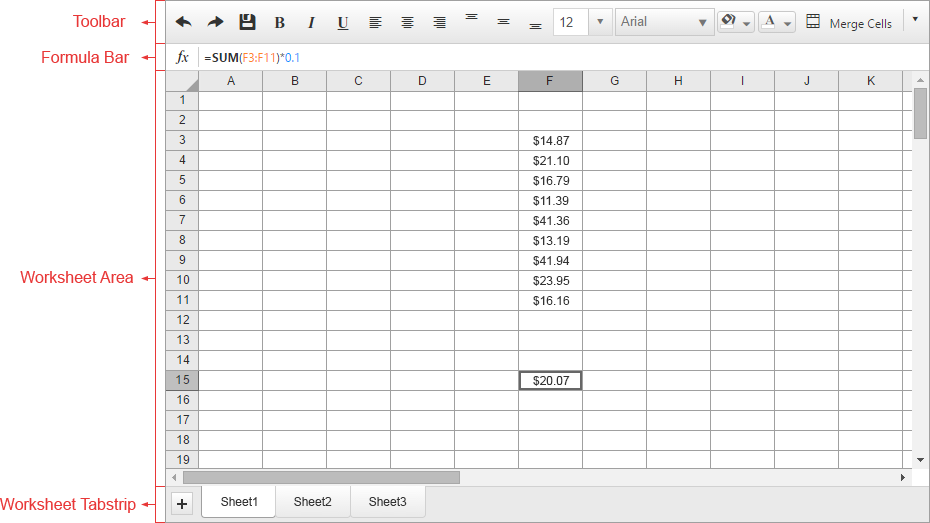 Toolbar
B I U 12 Arial A Merge Cells
Formula Bar
fx =SUM(F3:F11)*0.1
A B C D E F G H I J K
1
2
3 $14.87
4 $21.10
5 $16.79
6 $11.39
7 $41.36
8 $13.19
9 $41.94
Worksheet Area
10 $23.95
11 $16.16
12
13
14
15 $20.07
16
17
18
19
Worksheet Tabstrip
+ Sheet1 Sheet2 Sheet3